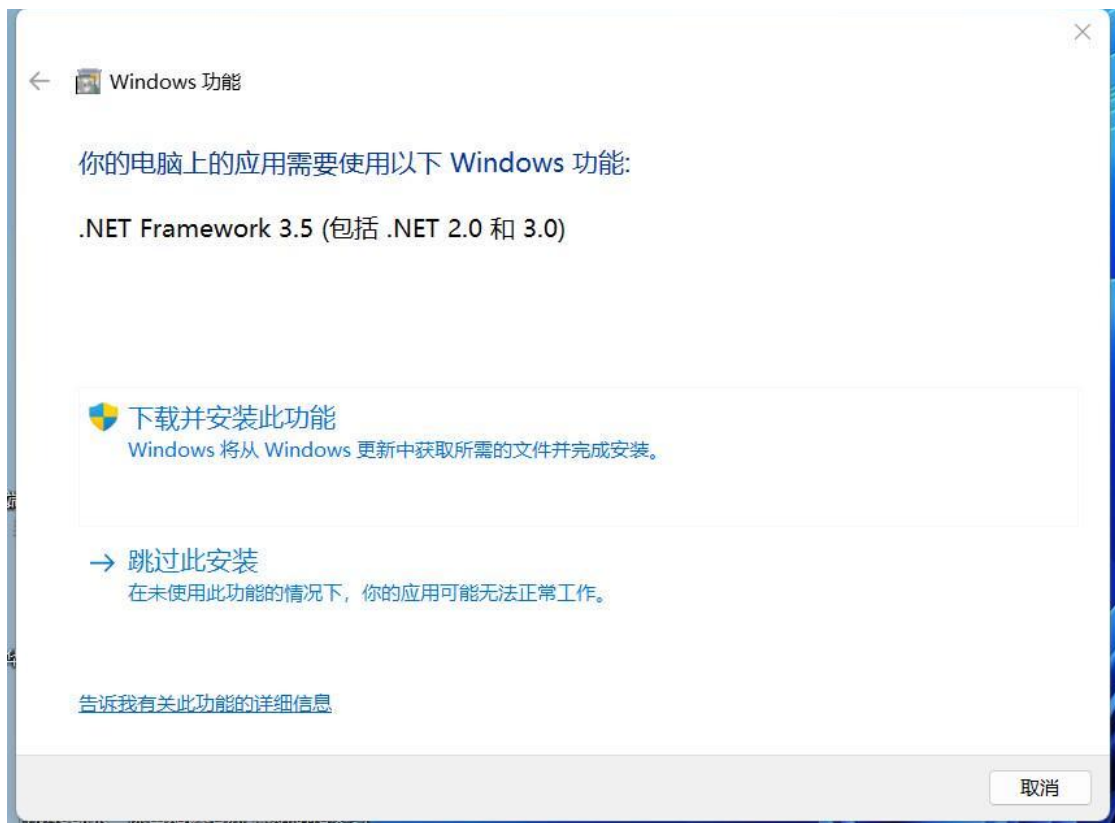 Windows 功能
你的电脑上的应用需要使用以下 Windows 功能:
.NET Framework 3.5 (包括 .NET 2.0 和 3.0)
下载并安装此功能
Windows 将从 Windows 更新中获取所需的文件并完成安装。
跳过此安装
在未使用此功能的情况下，你的应用可能无法正常工作。
告诉我有关此功能的详细信息
取消